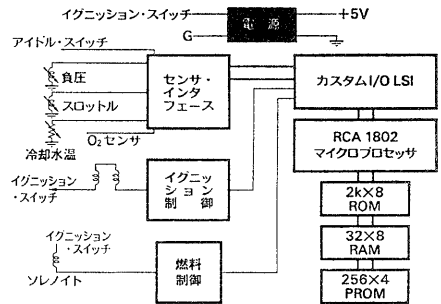 イグニッション・スイッチ
電源
+5V
G
アイドル・スイッチ
負圧
スロットル
冷却水温
O₂センサ
センサ・
インタ
フェース
カスタムI/O LSI
RCA 1802
マイクロプロセッサ
イグニッション
・スイッチ
イグニッ
ション
制御
2k×8
ROM
32×8
RAM
256×4
PROM
イグニッション
・スイッチ
ソレノイト
燃料
制御